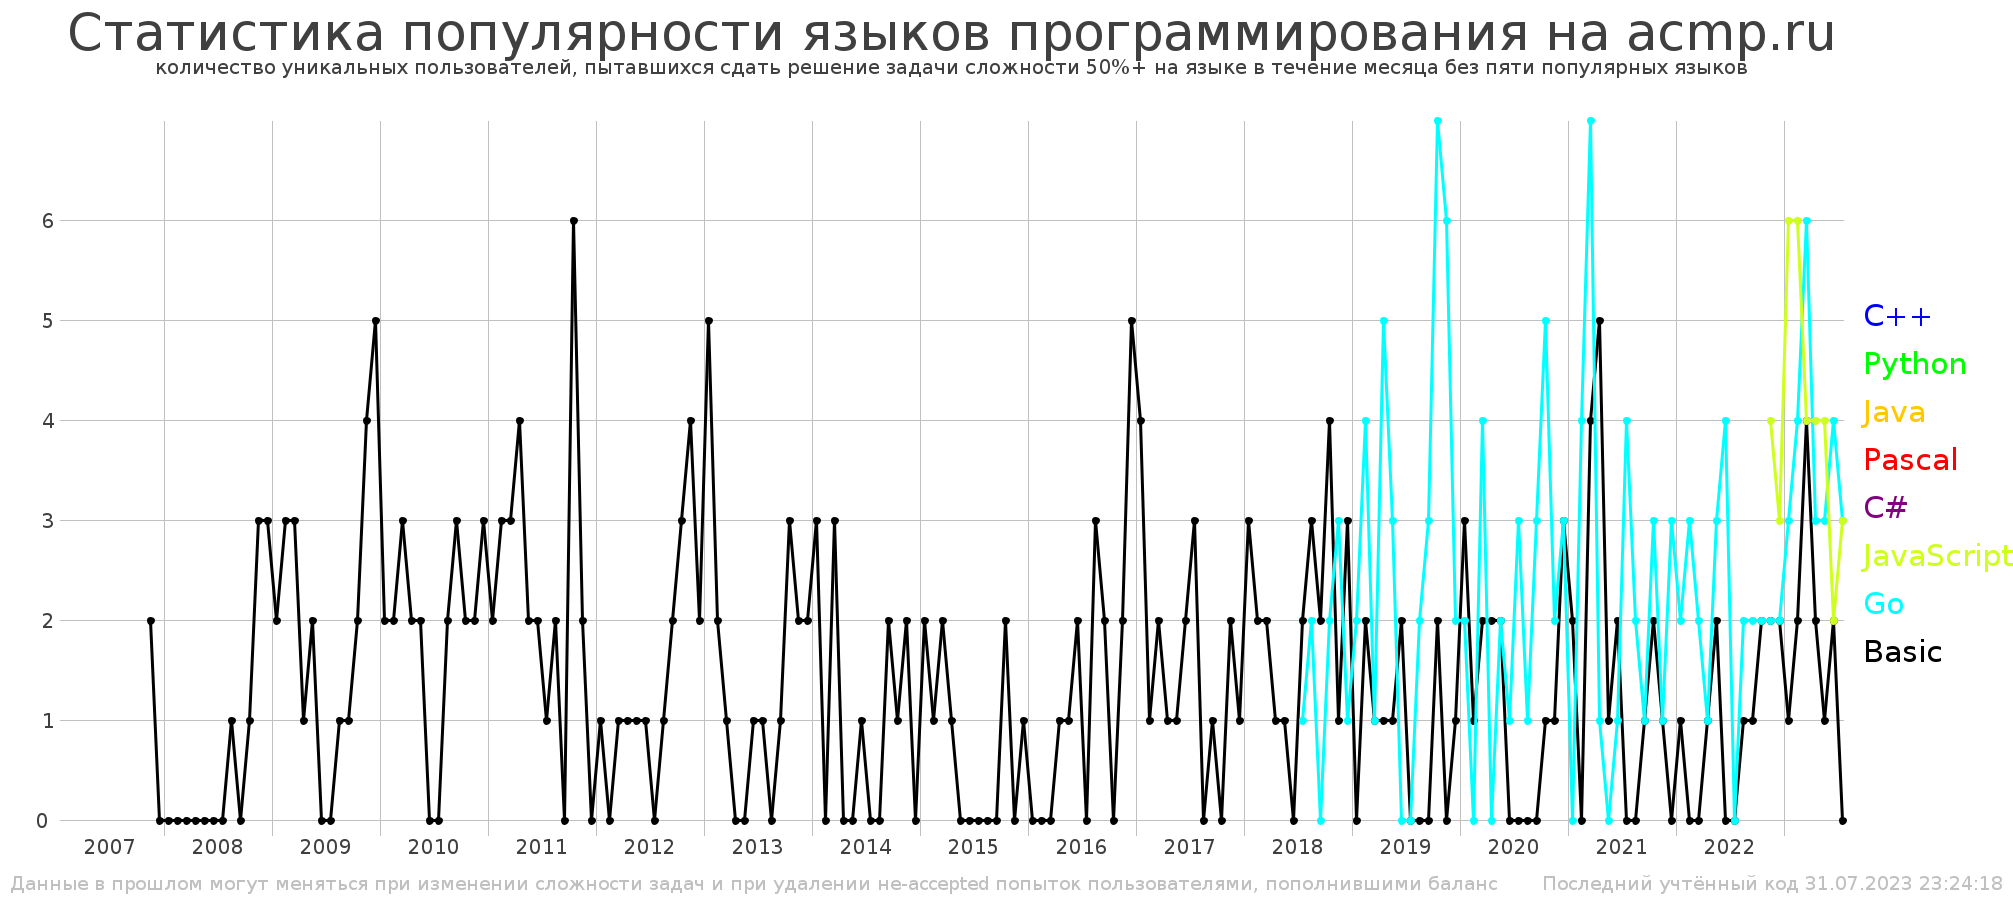 Статистика популярности языков программирования на acmp.ru
количество уникальных пользователей, пытавшихся сдать решение задачи сложности 50%+ на языке в течение месяца без пяти популярных языков
6
5
4
3
2
1
0
2007 2008 2009 2010 2011 2012 2013 2014 2015 2016 2017 2018 2019 2020 2021 2022
C++
Python
Java
Pascal
C#
JavaScript
Go
Basic
Данные в прошлом могут меняться при изменении сложности задач и при удалении не-accepted попыток пользователями, пополнившими баланс Последний учтённый код 31.07.2023 23:24:18